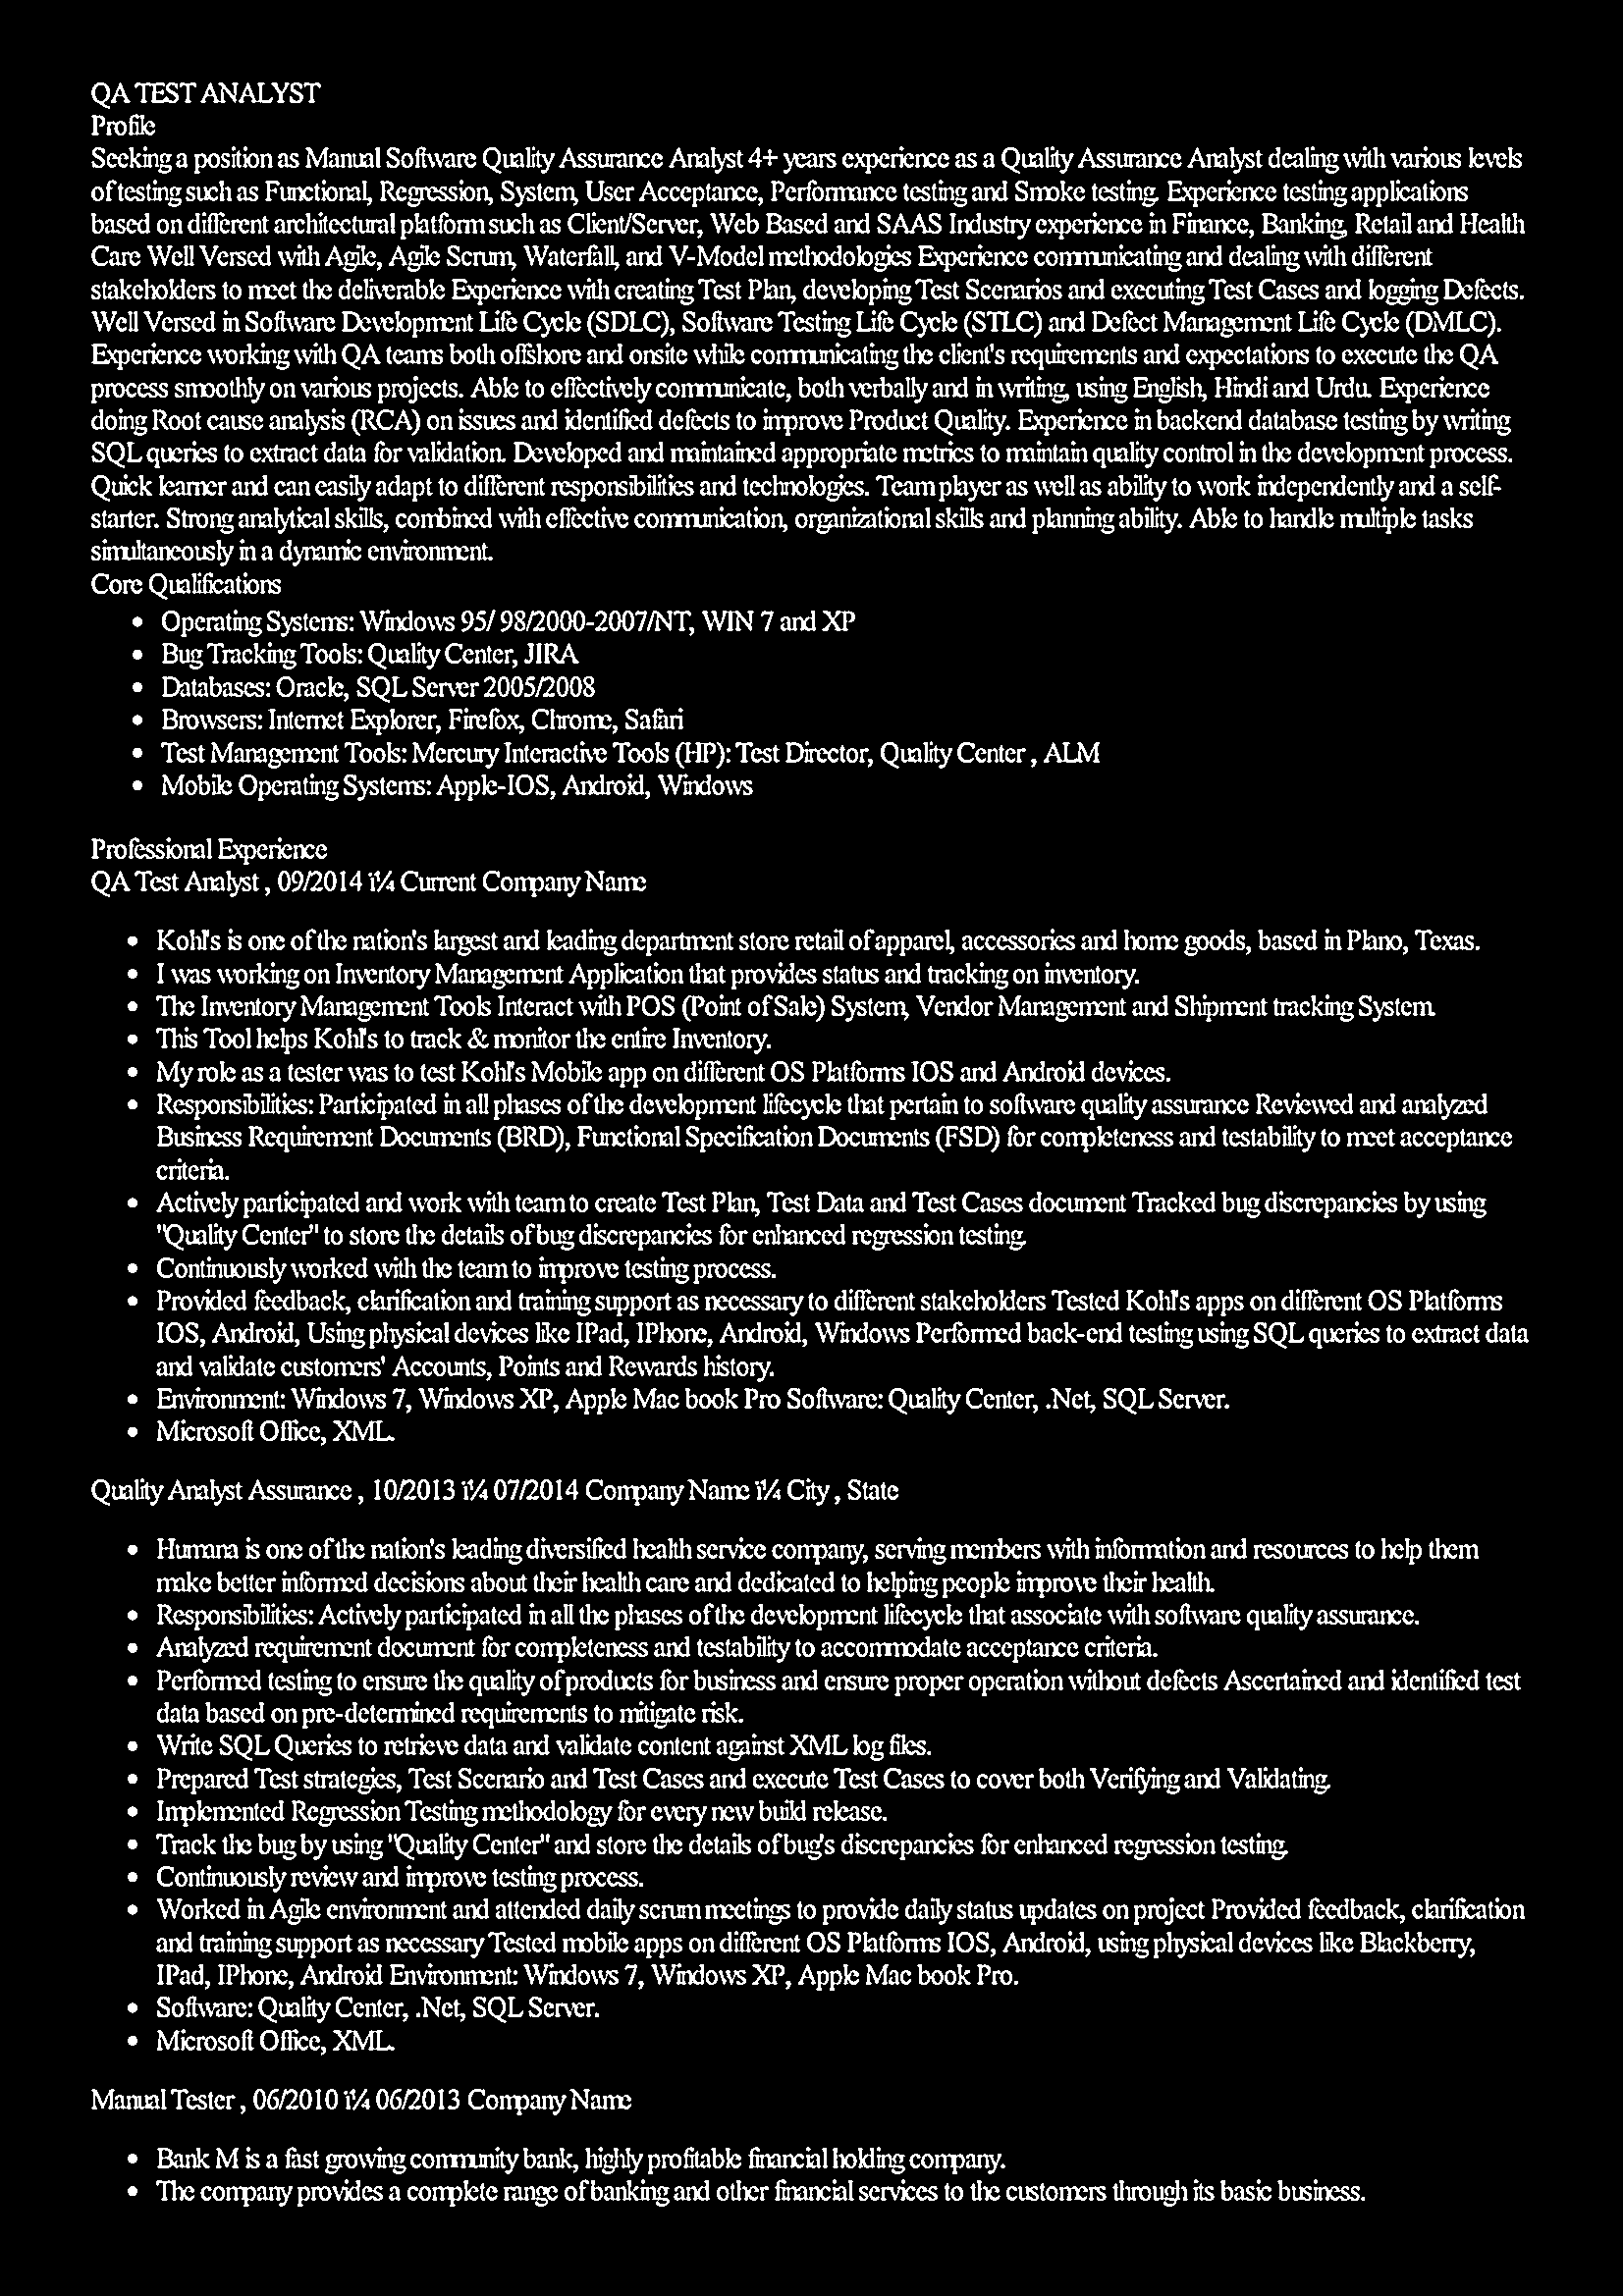 QA TEST ANALYST
Profile
Seeking a position as Manual Software Quality Assurance Analyst 4+ years experience as a Quality Assurance Analyst dealing with various levels
of testing such as Functional, Regression, System, User Acceptance, Performance testing and Smoke testing. Experience testing applications
based on different architectural platform such as Client/Server, Web Based and SAAS Industry experience in Finance, Banking, Retail and Health
Care Well Versed with Agile, Agile Scrum, Waterfall, and V-Model methodologies Experience communicating and dealing with different
stakeholders to meet the deliverable Experience with creating Test Plan, developing Test Scenarios and executing Test Cases and logging Defects.
Well Versed in Software Development Life Cycle (SDLC), Software Testing Life Cycle (STLC) and Defect Management Life Cycle (DMLC).
Experience working with QA teams both offshore and onsite while communicating the client's requirements and expectations to execute the QA
process smoothly on various projects. Able to effectively communicate, both verbally and in writing, using English, Hindi and Urdu. Experience
doing Root cause analysis (RCA) on issues and identified defects to improve Product Quality. Experience in backend database testing by writing
SQL queries to extract data for validation. Developed and maintained appropriate metrics to maintain quality control in the development process.
Quick learner and can easily adapt to different responsibilities and technologies. Team player as well as ability to work independently and a self-
starter. Strong analytical skills, combined with effective communication, organizational skills and planning ability. Able to handle multiple tasks
simultaneously in a dynamic environment.
Core Qualifications
• Operating Systems: Windows 95/ 98/2000-2007/NT, WIN 7 and XP
• Bug Tracking Tools: Quality Center, JIRA
• Databases: Oracle, SQL Server 2005/2008
• Browsers: Internet Explorer, Firefox, Chrome, Safari
• Test Management Tools: Mercury Interactive Tools (HP): Test Director, Quality Center , ALM
• Mobile Operating Systems: Apple-IOS, Android, Windows
Professional Experience
QA Test Analyst , 09/2014 ï¼ Current Company Name
• Kohl's is one of the nation's largest and leading department store retail of apparel, accessories and home goods, based in Plano, Texas.
• I was working on Inventory Management Application that provides status and tracking on inventory.
• The Inventory Management Tools Interact with POS (Point of Sale) System, Vendor Management and Shipment tracking System.
• This Tool helps Kohl's to track & monitor the entire Inventory.
• My role as a tester was to test Kohl's Mobile app on different OS Platforms IOS and Android devices.
• Responsibilities: Participated in all phases of the development lifecycle that pertain to software quality assurance Reviewed and analyzed
Business Requirement Documents (BRD), Functional Specification Documents (FSD) for completeness and testability to meet acceptance
criteria.
• Actively participated and work with team to create Test Plan, Test Data and Test Cases document Tracked bug discrepancies by using
"Quality Center" to store the details of bug discrepancies for enhanced regression testing.
• Continuously worked with the team to improve testing process.
• Provided feedback, clarification and training support as necessary to different stakeholders Tested Kohl's apps on different OS Platforms
IOS, Android, Using physical devices like IPad, IPhone, Android, Windows Performed back-end testing using SQL queries to extract data
and validate customers' Accounts, Points and Rewards history.
• Environment: Windows 7, Windows XP, Apple Mac book Pro Software: Quality Center, .Net, SQL Server.
• Microsoft Office, XML.
Quality Analyst Assurance , 10/2013 ï¼ 07/2014 Company Name ï¼ City , State
• Humana is one of the nation's leading diversified health service company, serving members with information and resources to help them
make better informed decisions about their health care and dedicated to helping people improve their health.
• Responsibilities: Actively participated in all the phases of the development lifecycle that associate with software quality assurance.
• Analyzed requirement document for completeness and testability to accommodate acceptance criteria.
• Performed testing to ensure the quality of products for business and ensure proper operation without defects Ascertained and identified test
data based on pre-determined requirements to mitigate risk.
• Write SQL Queries to retrieve data and validate content against XML log files.
• Prepared Test strategies, Test Scenario and Test Cases and execute Test Cases to cover both Verifying and Validating.
• Implemented Regression Testing methodology for every new build release.
• Track the bug by using "Quality Center" and store the details of bug's discrepancies for enhanced regression testing.
• Continuously review and improve testing process.
• Worked in Agile environment and attended daily scrum meetings to provide daily status updates on project Provided feedback, clarification
and training support as necessary Tested mobile apps on different OS Platforms IOS, Android, using physical devices like Blackberry,
IPad, IPhone, Android Environment: Windows 7, Windows XP, Apple Mac book Pro.
• Software: Quality Center, .Net, SQL Server.
• Microsoft Office, XML.
Manual Tester , 06/2010 ï¼ 06/2013 Company Name
• Bank M is a fast growing community bank, highly profitable financial holding company.
• The company provides a complete range of banking and other financial services to the customers through its basic business.